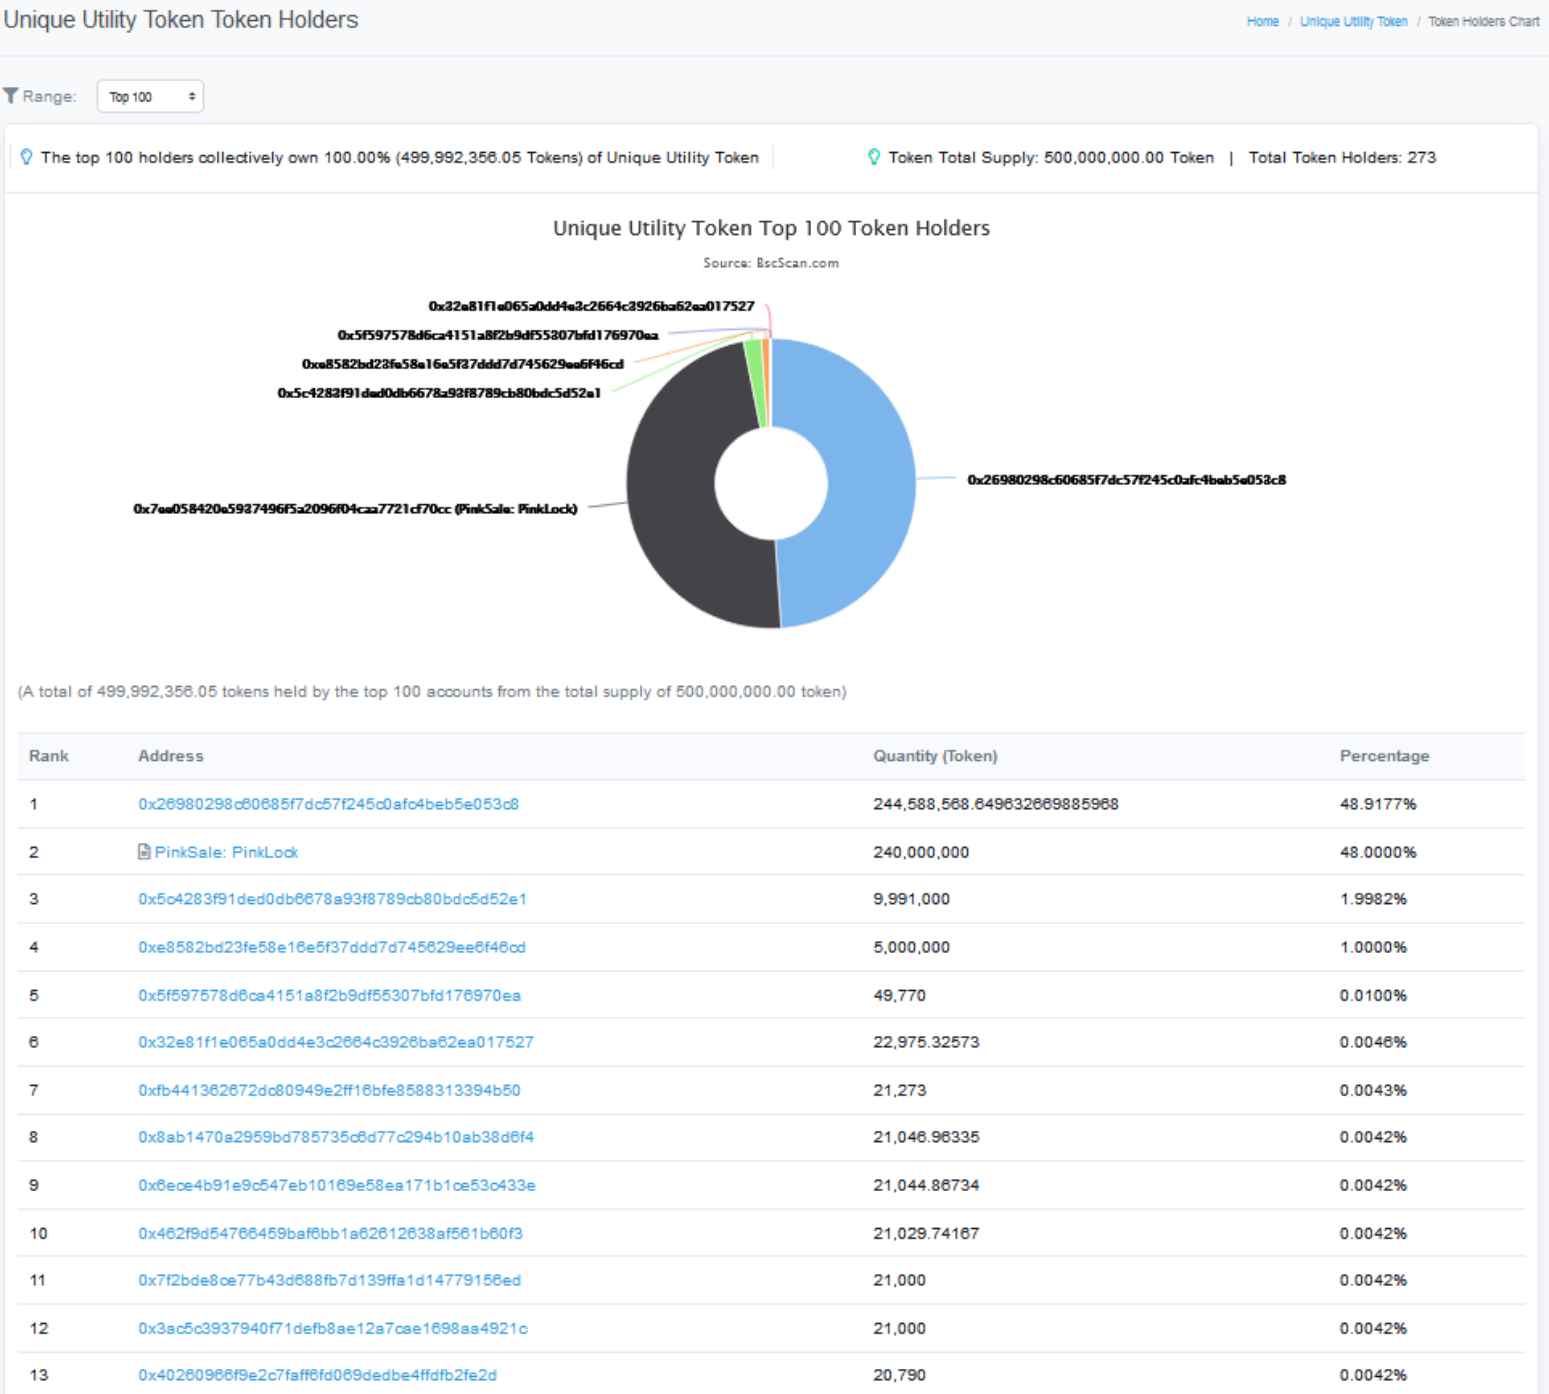 Unique Utility Token Token Holders
Home / Unique Utility Token / Token Holders Chart
Range: Top 100
The top 100 holders collectively own 100.00% (499,992,356.05 Tokens) of Unique Utility Token
Token Total Supply: 500,000,000.00 Token | Total Token Holders: 273
Unique Utility Token Top 100 Token Holders
Source: BscScan.com
0x32e81f1e065a0dd4e3c2664c3926ba62ea017527
0x5f597578d6ca4151a8f2b9df55307bfd176970ea
0xe8582bd23fe58e16e5f37ddd7d745629ee6f46cd
0x5c4283f91ded0db6678a93f8789cb80bdc5d52e1
0x26980298c60685f7dc57f245c0afc4beb5e053c8
0x7ee058420e5937496f5a2096f04caa7721cf70cc (PinkSale: PinkLock)
(A total of 499,992,356.05 tokens held by the top 100 accounts from the total supply of 500,000,000.00 token)
Rank Address Quantity (Token) Percentage
1 0x26980298c60685f7dc57f245c0afc4beb5e053c8 244,588,568.649632669885968 48.9177%
2 PinkSale: PinkLock 240,000,000 48.0000%
3 0x5c4283f91ded0db6678a93f8789cb80bdc5d52e1 9,991,000 1.9982%
4 0xe8582bd23fe58e16e5f37ddd7d745629ee6f46cd 5,000,000 1.0000%
5 0x5f597578d6ca4151a8f2b9df55307bfd176970ea 49,770 0.0100%
6 0x32e81f1e065a0dd4e3c2664c3926ba62ea017527 22,975.32573 0.0046%
7 0xfb441362672dc80949e2ff16bfe8588313394b50 21,273 0.0043%
8 0x8ab1470a2959bd785735c6d77c294b10ab38d6f4 21,046.96335 0.0042%
9 0x6ece4b91e9c547eb10169e58ea171b1ce53c433e 21,044.86734 0.0042%
10 0x462f9d54766459baf6bb1a62612638af561b60f3 21,029.74167 0.0042%
11 0x7f2bde8ce77b43d688fb7d139ffa1d14779156ed 21,000 0.0042%
12 0x3ac5c3937940f71defb8ae12a7cae1698aa4921c 21,000 0.0042%
13 0x40260966f9e2c7faff6fd069dedbe4ffdfb2fe2d 20,790 0.0042%